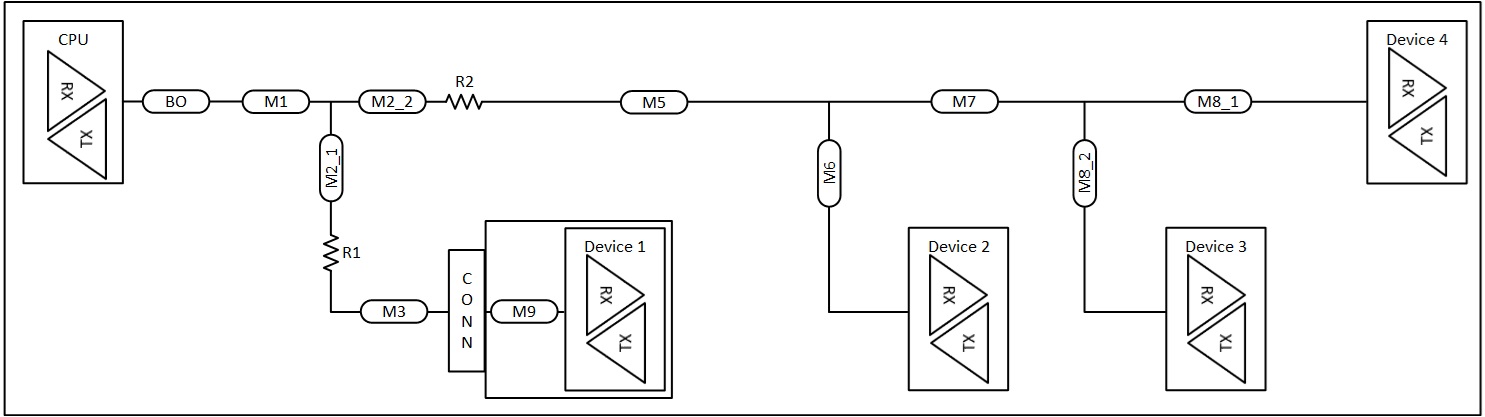 CPU
RX
TX
BO
M1
M2_2
R2
M5
M7
M8_1
Device 4
RX
TX
M2_1
R1
M3
CONN
M9
Device 1
RX
TX
M6
Device 2
RX
TX
M8_2
Device 3
RX
TX